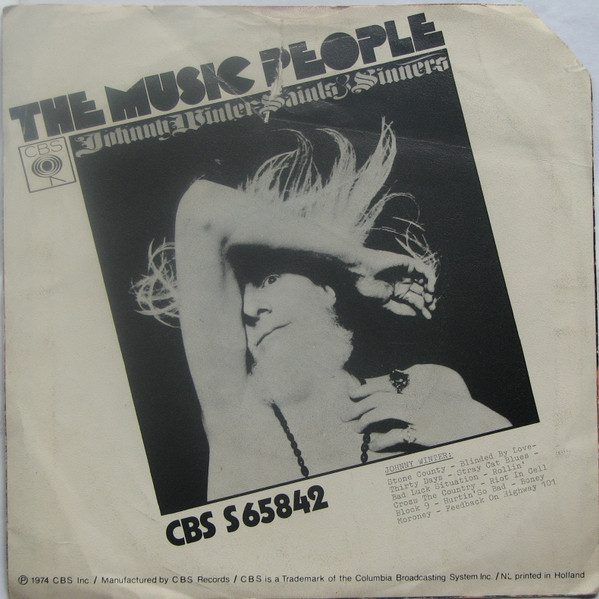 THE MUSIC PEOPLE
Johnny Winter Saints & Sinners
CBS
JOHNNY WINTER:
Stone County - Blinded By Love-
Thirty Days - Stray Cat Blues -
Bad Luck Situation - Rollin'
Cross The Country - Riot In Cell
Block 9 - Hurtin'So Bad - Boney
Moroney - Feedback On Highway 101
CBS S 65842
℗ 1974 CBS Inc. / Manufactured by CBS Records / CBS is a Trademark of the Columbia Broadcasting System Inc. / NL printed in Holland